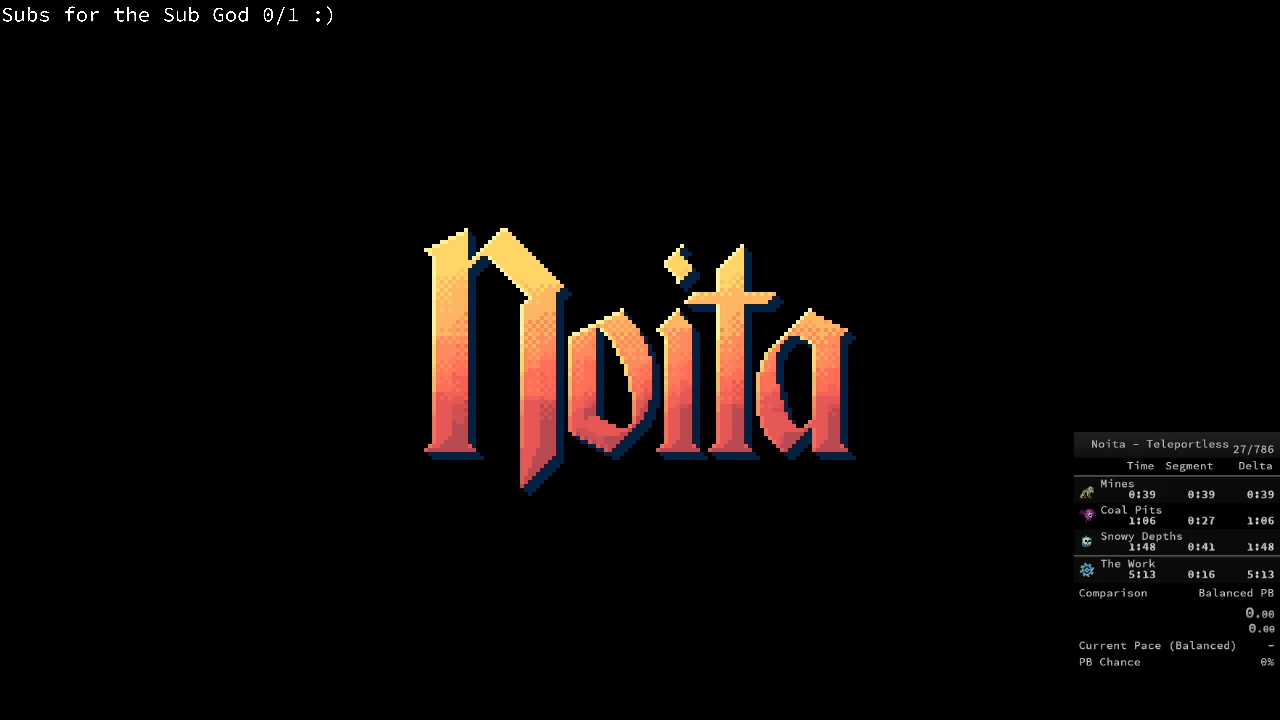 Subs for the Sub God 0/1 :)
Noita
Noita - Teleportless 27/786
Time Segment Delta
Mines
0:39 0:39 0:39
Coal Pits
1:06 0:27 1:06
Snowy Depths
1:48 0:41 1:48
The Work
5:13 0:16 5:13
Comparison Balanced PB
0.00
0.00
Current Pace (Balanced) -
PB Chance 0%